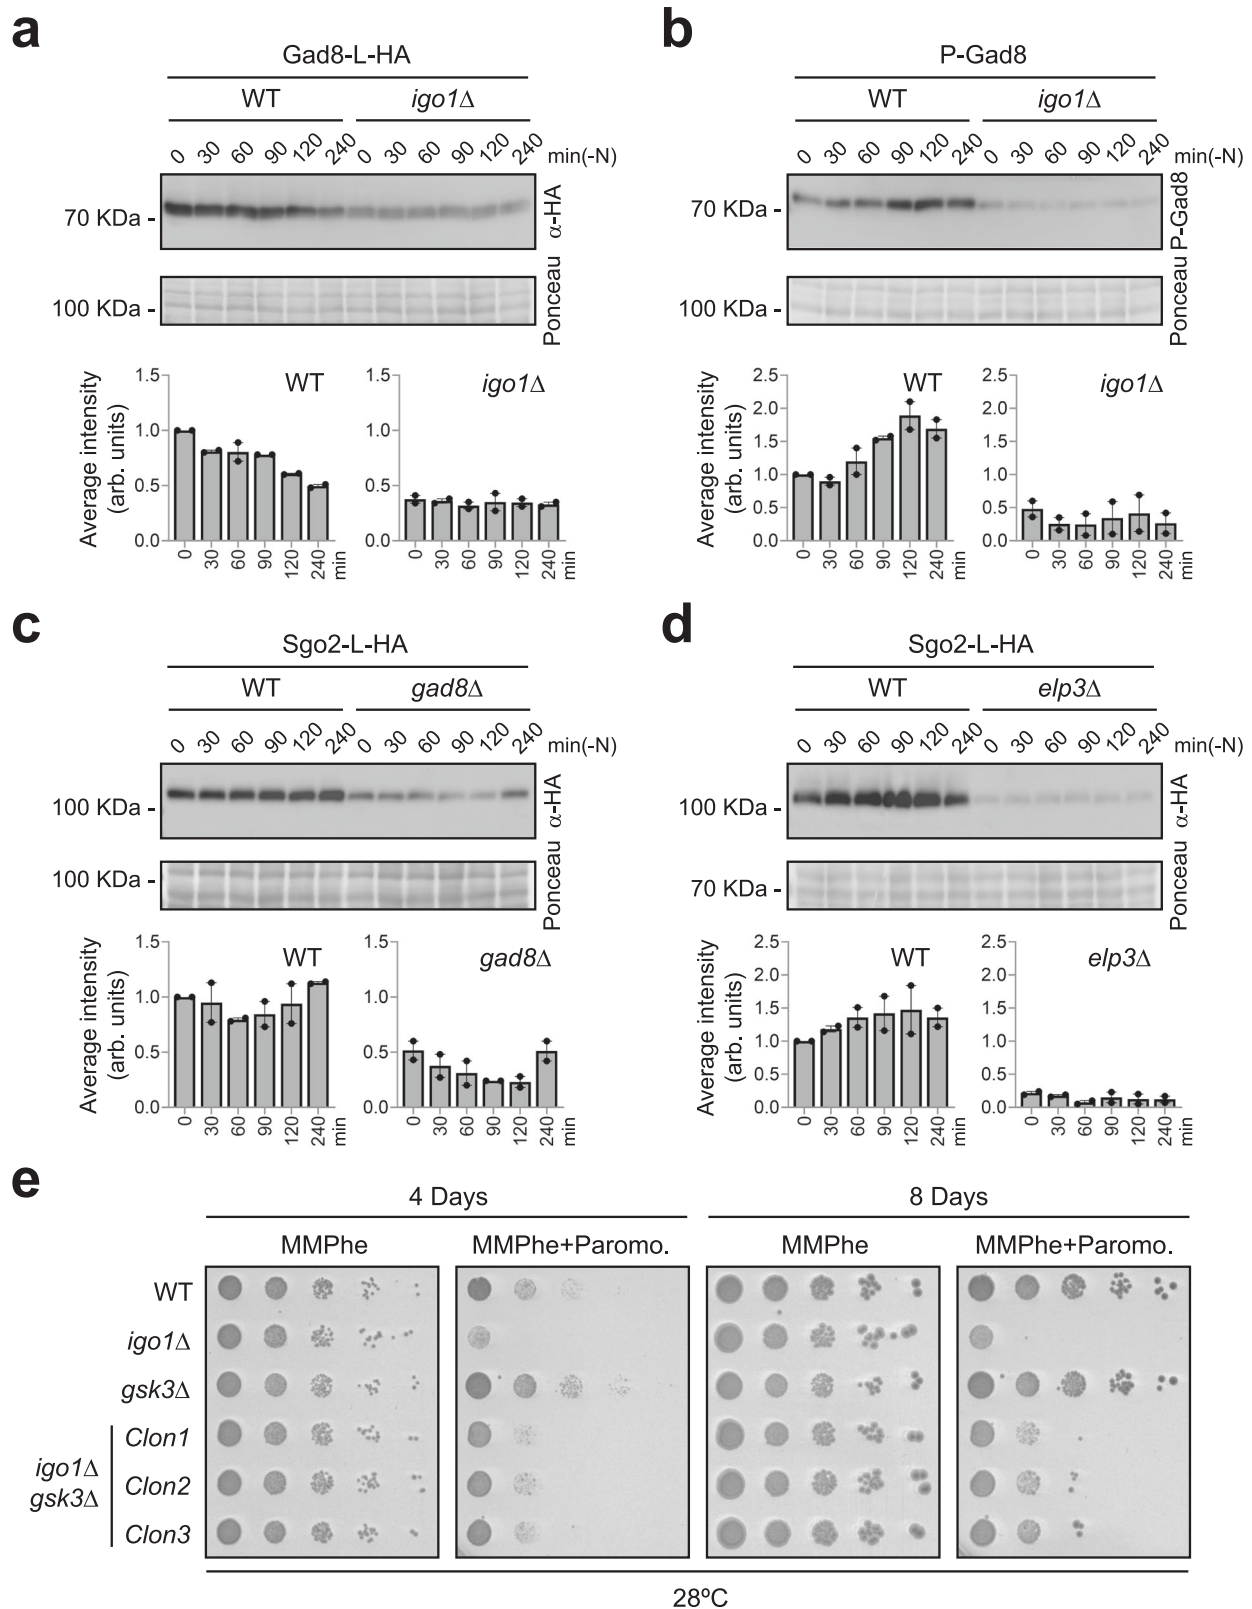 a
Gad8-L-HA
WT igo1Δ
0 30 60 90 120 240 0 30 60 90 120 240 min(-N)
70 KDa -
α-HA
100 KDa -
Ponceau
Average intensity
(arb. units)
1.5
1.0
0.5
0.0
WT
0 30 60 90 120 240 min
1.5
1.0
0.5
0.0
igo1Δ
0 30 60 90 120 240 min
b
P-Gad8
WT igo1Δ
0 30 60 90 120 240 0 30 60 90 120 240 min(-N)
70 KDa -
P-Gad8
100 KDa -
Ponceau
Average intensity
(arb. units)
2.5
2.0
1.5
1.0
0.5
0.0
WT
0 30 60 90 120 240 min
2.5
2.0
1.5
1.0
0.5
0.0
igo1Δ
0 30 60 90 120 240 min
c
Sgo2-L-HA
WT gad8Δ
0 30 60 90 120 240 0 30 60 90 120 240 min(-N)
100 KDa -
α-HA
100 KDa -
Ponceau
Average intensity
(arb. units)
1.5
1.0
0.5
0.0
WT
0 30 60 90 120 240 min
1.5
1.0
0.5
0.0
gad8Δ
0 30 60 90 120 240 min
d
Sgo2-L-HA
WT elp3Δ
0 30 60 90 120 240 0 30 60 90 120 240 min(-N)
100 KDa -
α-HA
70 KDa -
Ponceau
Average intensity
(arb. units)
2.5
2.0
1.5
1.0
0.5
0.0
WT
0 30 60 90 120 240 min
2.5
2.0
1.5
1.0
0.5
0.0
elp3Δ
0 30 60 90 120 240 min
e
4 Days 8 Days
MMPhe MMPhe+Paromo. MMPhe MMPhe+Paromo.
WT
igo1Δ
gsk3Δ
igo1Δ
gsk3Δ
Clon1
Clon2
Clon3
28ºC